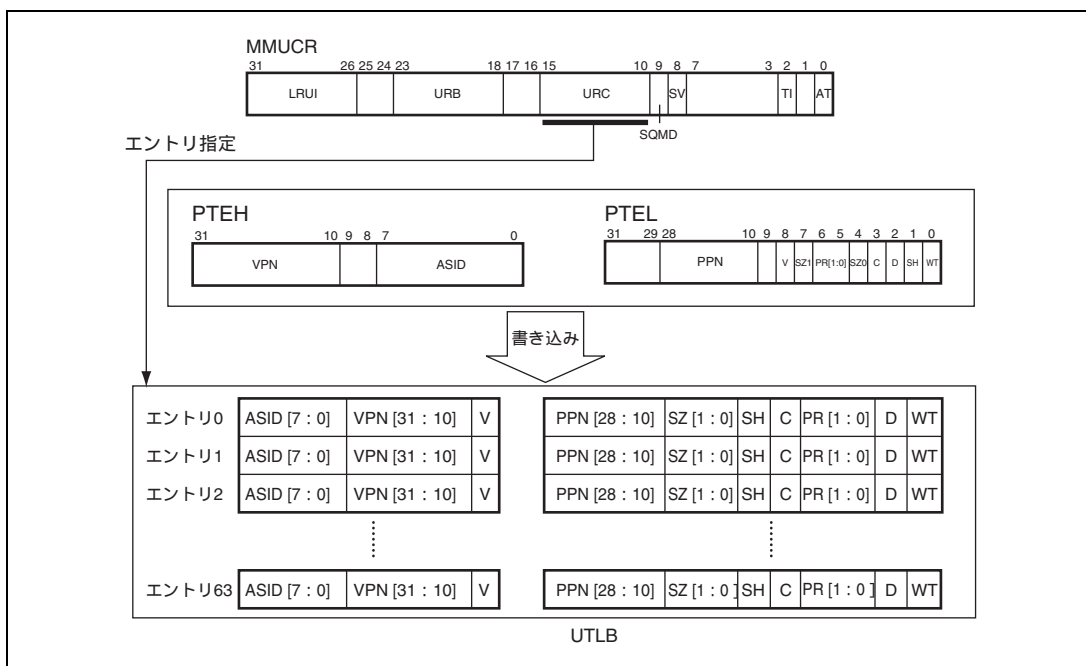 MMUCR
31 26 25 24 23 18 17 16 15 10 9 8 7 3 2 1 0
LRUI URB URC SV TI AT
SQMD
エントリ指定
PTEH
31 10 9 8 7 0
VPN ASID
PTEL
31 29 28 10 9 8 7 6 5 4 3 2 1 0
PPN V SZ1 PR[1:0] SZ0 C D SH WT
書き込み
エントリ0 ASID [7 : 0] VPN [31 : 10] V PPN [28 : 10] SZ [1 : 0] SH C PR [1 : 0] D WT
エントリ1 ASID [7 : 0] VPN [31 : 10] V PPN [28 : 10] SZ [1 : 0] SH C PR [1 : 0] D WT
エントリ2 ASID [7 : 0] VPN [31 : 10] V PPN [28 : 10] SZ [1 : 0] SH C PR [1 : 0] D WT
エントリ63 ASID [7 : 0] VPN [31 : 10] V PPN [28 : 10] SZ [1 : 0 ] SH C PR [1 : 0 ] D WT
UTLB